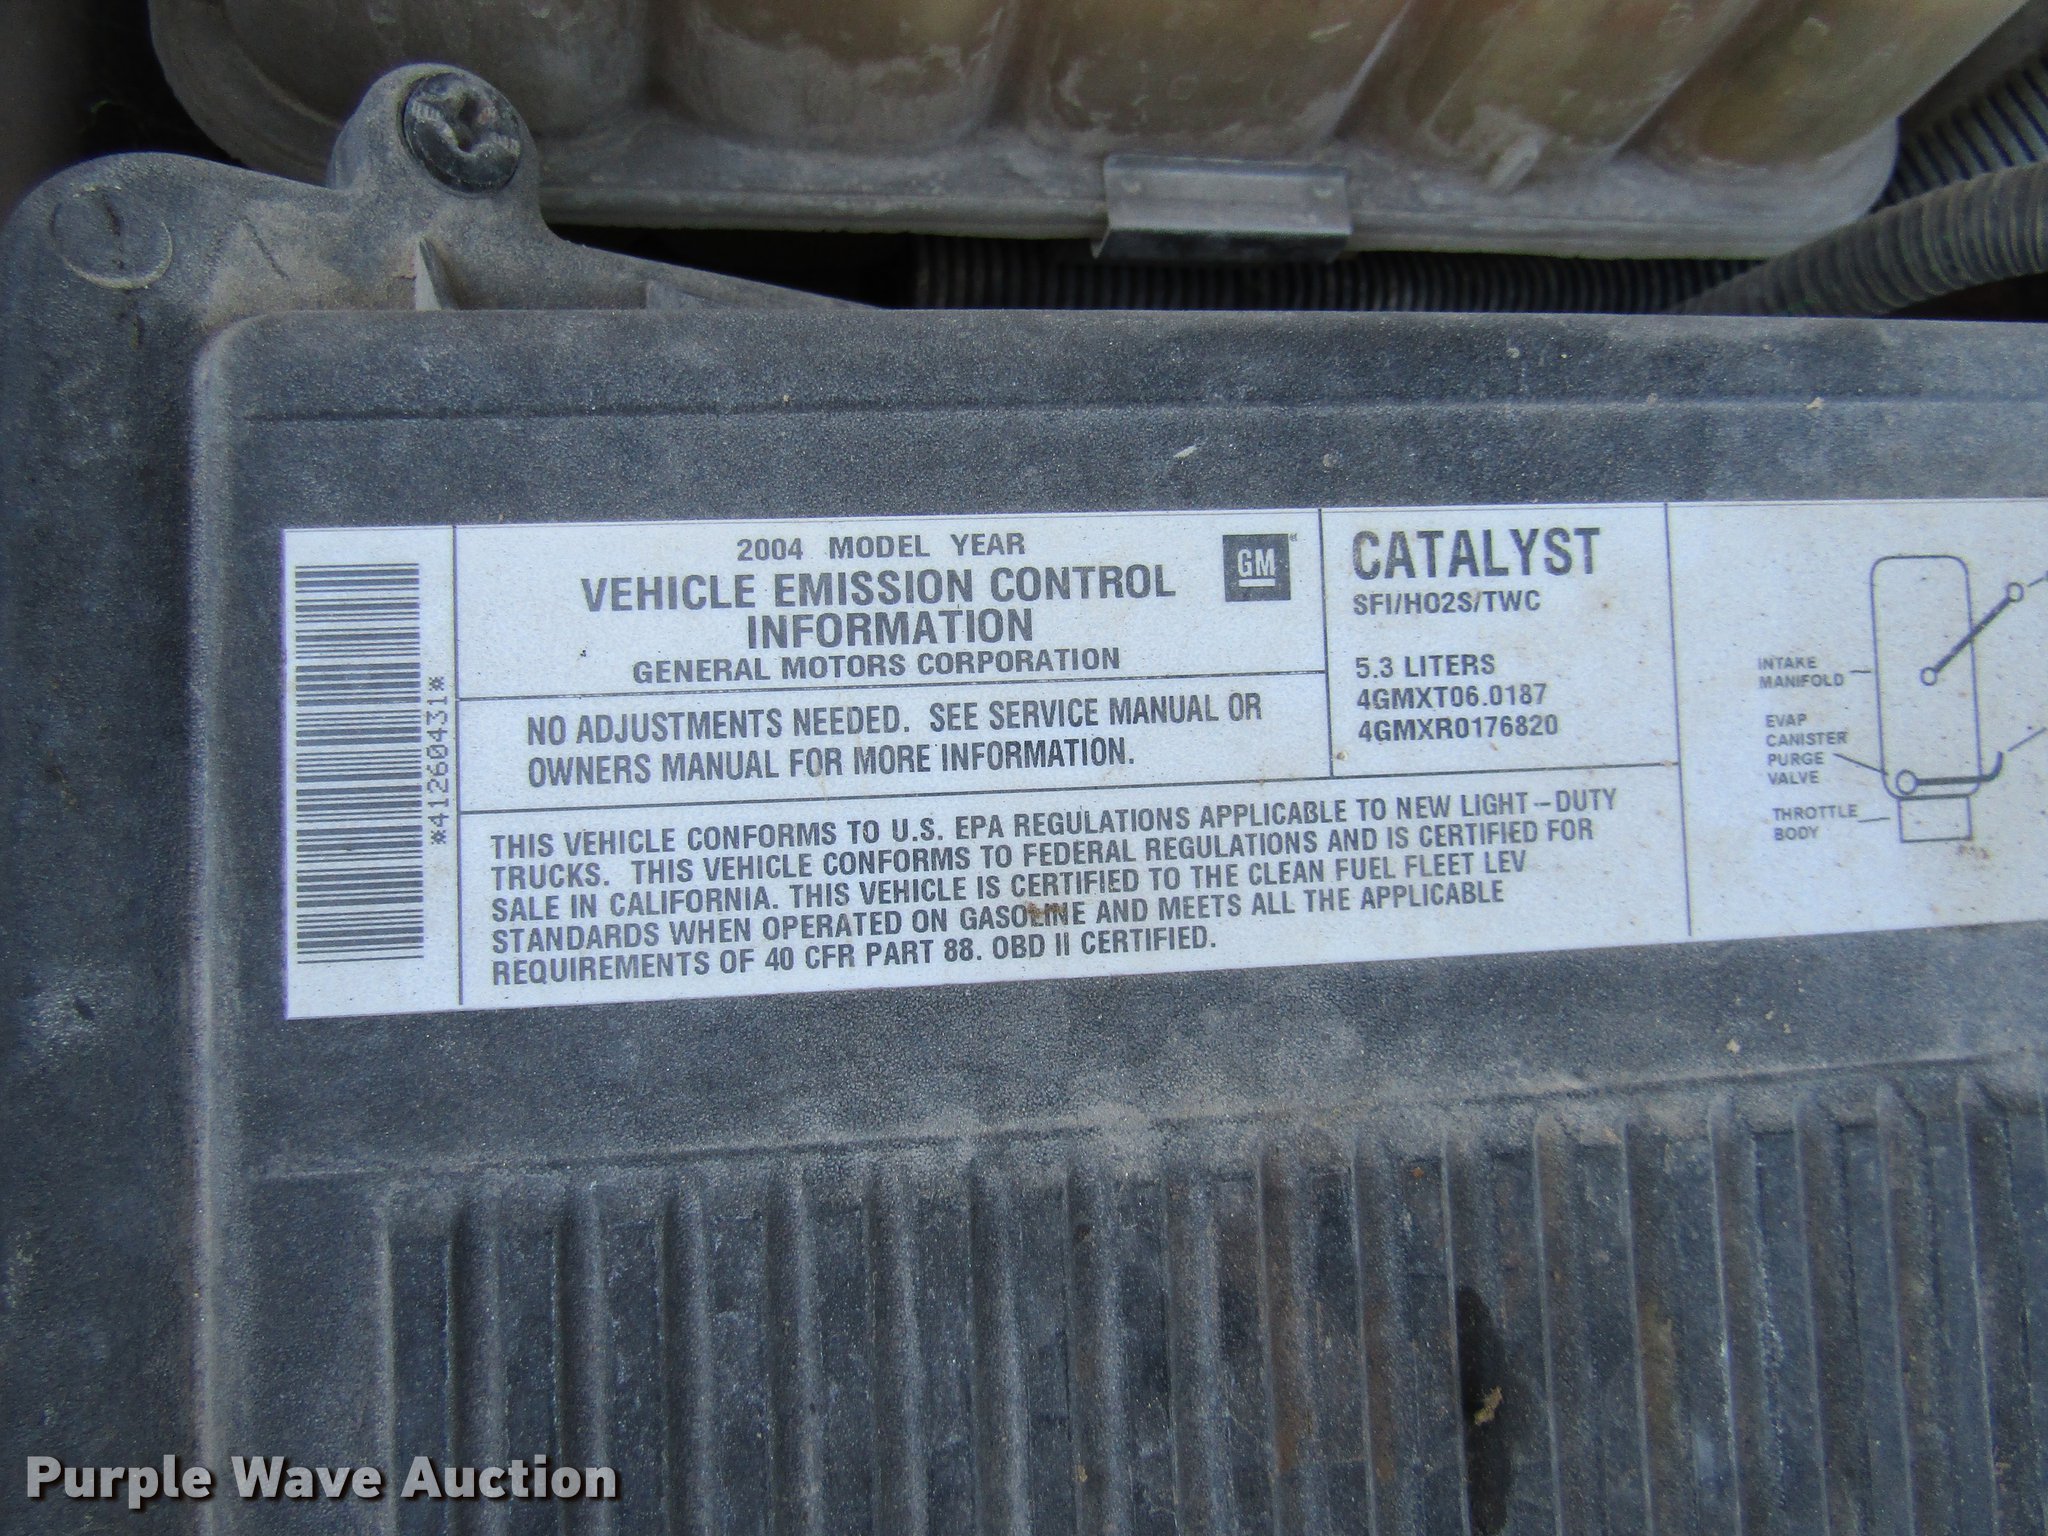 *41260431*
2004 MODEL YEAR
VEHICLE EMISSION CONTROL
INFORMATION
GENERAL MOTORS CORPORATION
GM
NO ADJUSTMENTS NEEDED. SEE SERVICE MANUAL OR
OWNERS MANUAL FOR MORE INFORMATION.
CATALYST
SFI/HO2S/TWC
5.3 LITERS
4GMXT06.0187
4GMXR0176820
THIS VEHICLE CONFORMS TO U.S. EPA REGULATIONS APPLICABLE TO NEW LIGHT-DUTY
TRUCKS. THIS VEHICLE CONFORMS TO FEDERAL REGULATIONS AND IS CERTIFIED FOR
SALE IN CALIFORNIA. THIS VEHICLE IS CERTIFIED TO THE CLEAN FUEL FLEET LEV
STANDARDS WHEN OPERATED ON GASOLINE AND MEETS ALL THE APPLICABLE
REQUIREMENTS OF 40 CFR PART 88. OBD II CERTIFIED.
INTAKE
MANIFOLD
EVAP
CANISTER
PURGE
VALVE
THROTTLE
BODY
Purple Wave Auction